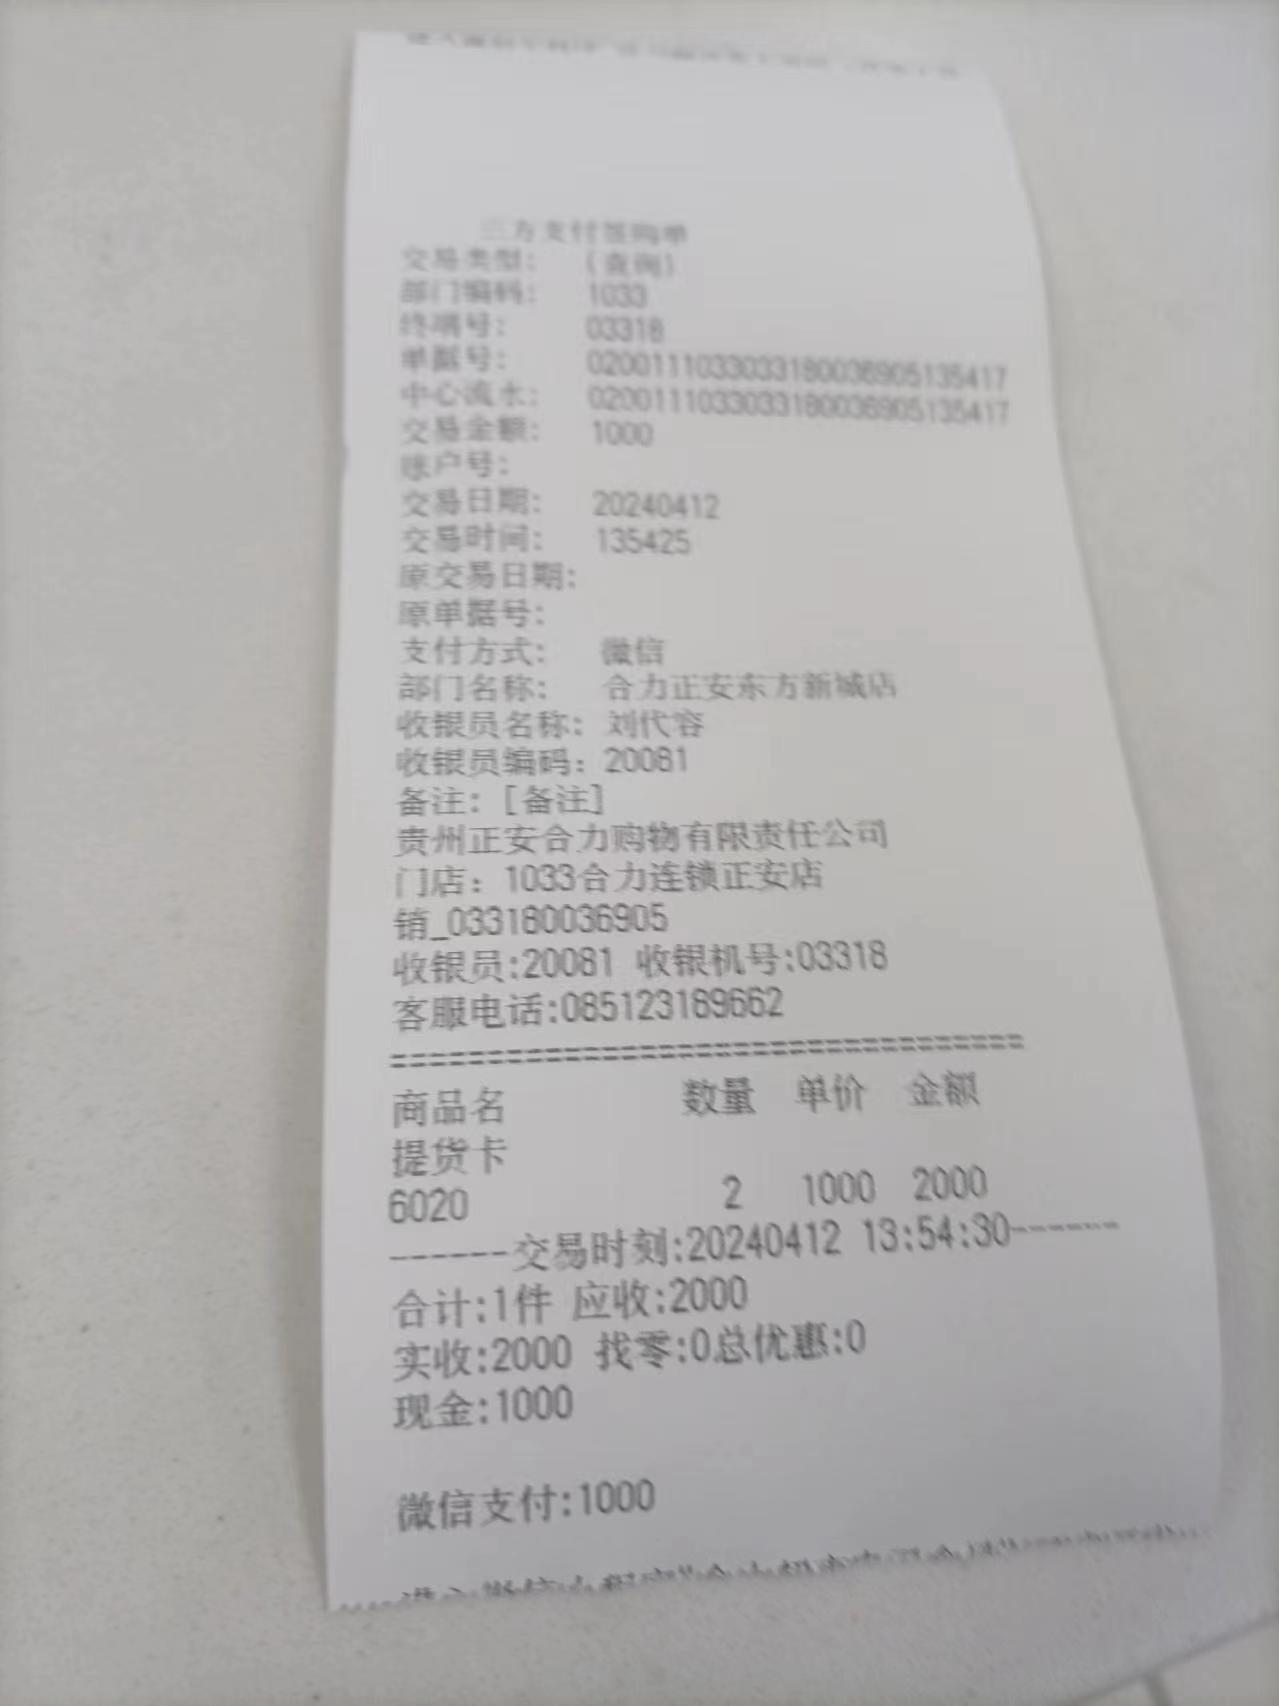 三方支付签购单
交易类型: (查询)
部门编码: 1033
终端号: 03318
单据号: 0200111033033180036905135417
中心流水: 0200111033033180036905135417
交易金额: 1000
账户号:
交易日期: 20240412
交易时间: 135425
原交易日期:
原单据号:
支付方式: 微信
部门名称: 合力正安东方新城店
收银员名称: 刘代容
收银员编码: 20081
备注: [备注]
贵州正安合力购物有限责任公司
门店: 1033合力连锁正安店
销_033180036905
收银员:20081 收银机号:03318
客服电话:085123189662
=================================
商品名 数量 单价 金额
提货卡
6020 2 1000 2000
------交易时刻:20240412 13:54:30------
合计:1件 应收:2000
实收:2000 找零:0总优惠:0
现金:1000
微信支付:1000